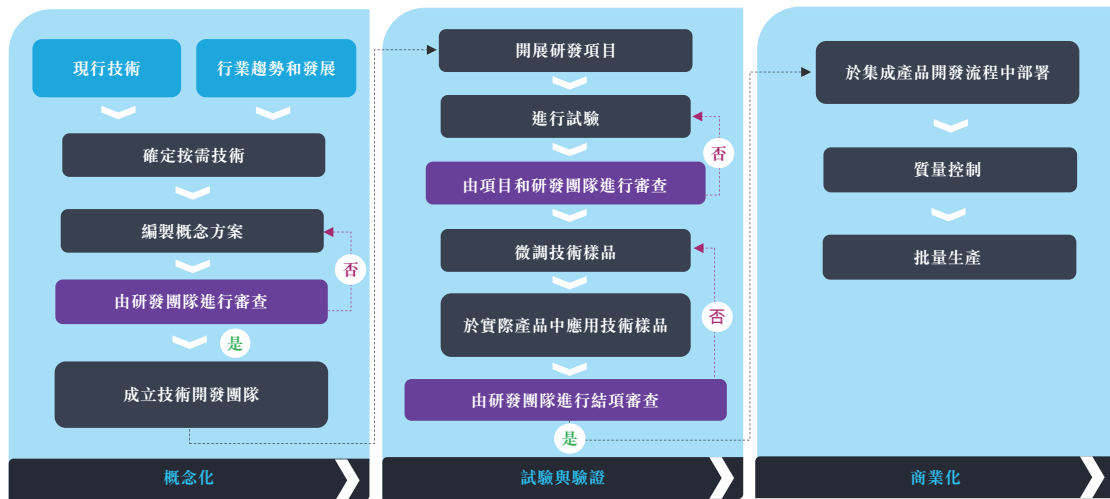 現行技術
行業趨勢和發展
確定按需技術
編製概念方案
否
由研發團隊進行審查
是
成立技術開發團隊
概念化
開展研發項目
進行試驗
否
由項目和研發團隊進行審查
微調技術樣品
於實際產品中應用技術樣品
否
由研發團隊進行結項審查
是
試驗與驗證
於集成產品開發流程中部署
質量控制
批量生產
商業化